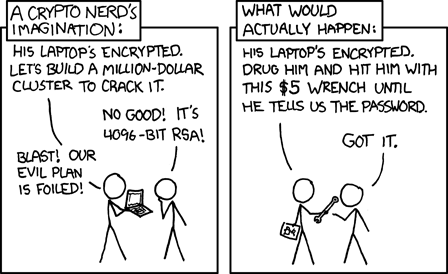 A CRYPTO NERD'S
IMAGINATION:
HIS LAPTOP'S ENCRYPTED.
LET'S BUILD A MILLION-DOLLAR
CLUSTER TO CRACK IT.
NO GOOD! IT'S
4096-BIT RSA!
BLAST! OUR
EVIL PLAN
IS FOILED!
WHAT WOULD
ACTUALLY HAPPEN:
HIS LAPTOP'S ENCRYPTED.
DRUG HIM AND HIT HIM WITH
THIS $5 WRENCH UNTIL
HE TELLS US THE PASSWORD.
GOT IT.